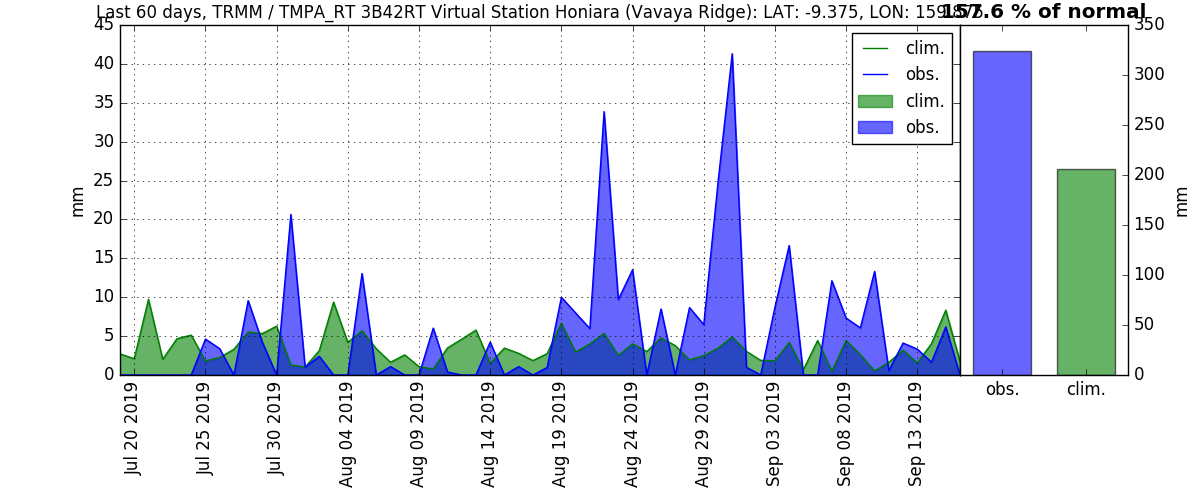 Last 60 days, TRMM / TMPA_RT 3B42RT Virtual Station Honiara (Vavaya Ridge): LAT: -9.375, LON: 159.875
157.6 % of normal
45
40
35
30
25
20
15
10
5
0
mm
clim.
obs.
clim.
obs.
350
300
250
200
150
100
50
0
mm
obs.
clim.
Jul 20 2019
Jul 25 2019
Jul 30 2019
Aug 04 2019
Aug 09 2019
Aug 14 2019
Aug 19 2019
Aug 24 2019
Aug 29 2019
Sep 03 2019
Sep 08 2019
Sep 13 2019